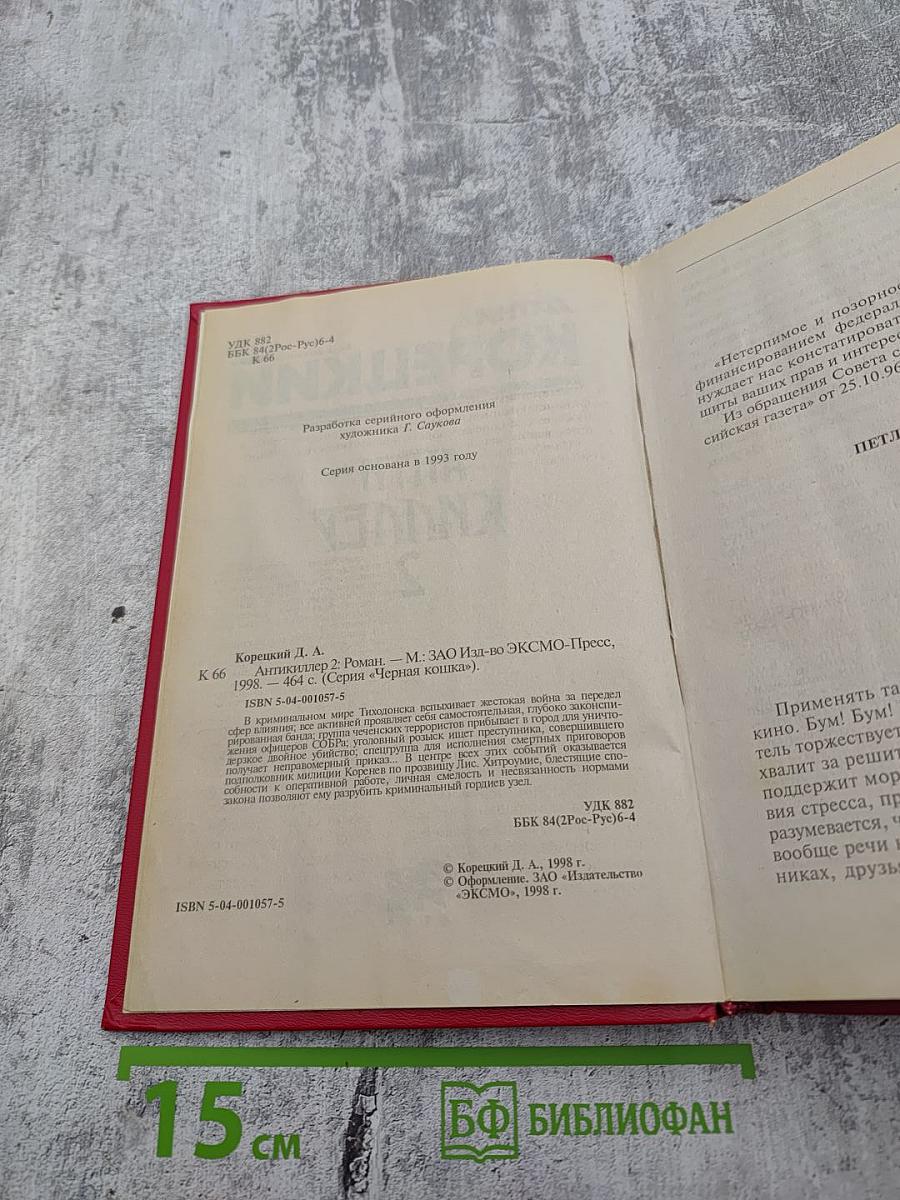 УДК 882
ББК 84(2Рос-Рус)6-4
К 66
Разработка серийного оформления
художника Г. Саукова
Серия основана в 1993 году
Корецкий Д. А.
К 66 Антикиллер 2: Роман. — М.: ЗАО Изд-во ЭКСМО-Пресс,
1998. — 464 с. (Серия «Черная кошка»).
ISBN 5-04-001057-5
В криминальном мире Тиходонска вспыхивает жестокая война за передел
сфер влияния; все активней проявляет себя самостоятельная, глубоко законспи-
рированная банда; группа чеченских террористов прибывает в город для уничто-
жения офицеров СОБРа; уголовный розыск ищет преступника, совершившего
дерзкое двойное убийство; спецгруппа для исполнения смертных приговоров
получает неправомерный приказ... В центре всех этих событий оказывается
подполковник милиции Коренев по прозвищу Лис. Хитроумие, блестящие спо-
собности к оперативной работе, личная смелость и несвязанность нормами
закона позволяют ему разрубить криминальный гордиев узел.
УДК 882
ББК 84(2Рос-Рус)6-4
© Корецкий Д. А., 1998 г.
© Оформление. ЗАО «Издательство
«ЭКСМО», 1998 г.
ISBN 5-04-001057-5
«Нетерпимое и позорно
финансированием федерал
нуждает нас констатироват
щиты ваших прав и интерес
Из обращения Совета с
сийская газета» от 25.10.96
ПЕТЛ
Применять та
кино. Бум! Бум!
тель торжествует
хвалит за решит
поддержит мор
вия стресса, пр
разумевается, ч
вообще речи н
никах, друзья
15 см
БФ БИБЛИОФАН